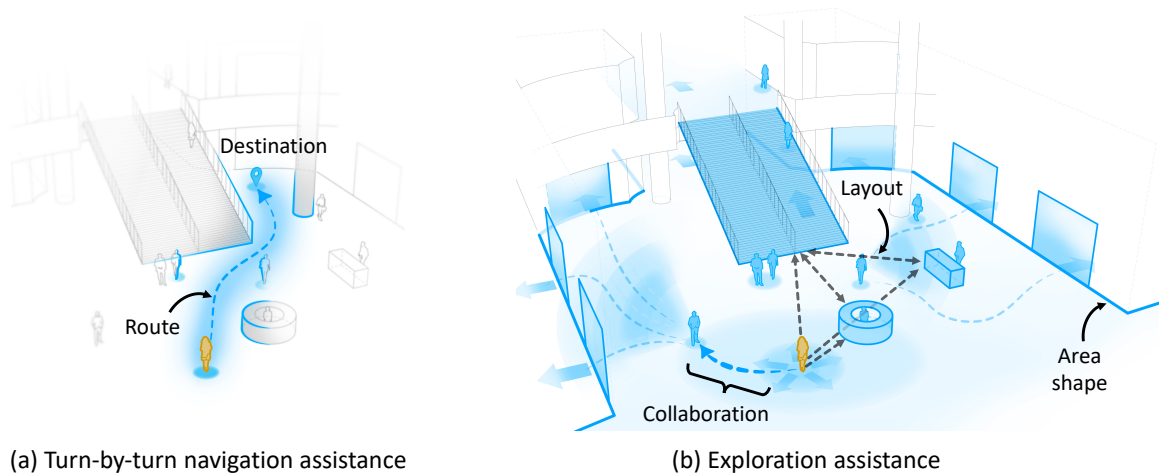 Destination
Route
(a) Turn-by-turn navigation assistance
Layout
Collaboration
Area
shape
(b) Exploration assistance